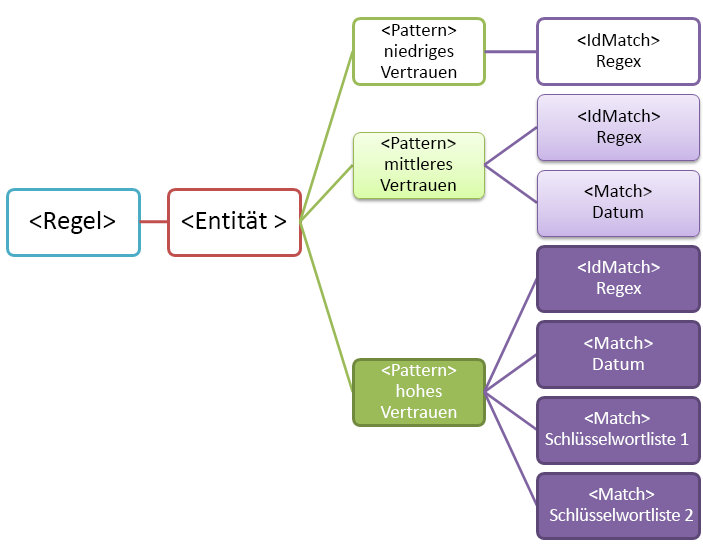 <Regel>
<Entität >
<Pattern>
niedriges
Vertrauen
<IdMatch>
Regex
<Pattern>
mittleres
Vertrauen
<IdMatch>
Regex
<Match>
Datum
<Pattern>
hohes
Vertrauen
<IdMatch>
Regex
<Match>
Datum
<Match>
Schlüsselwortliste 1
<Match>
Schlüsselwortliste 2